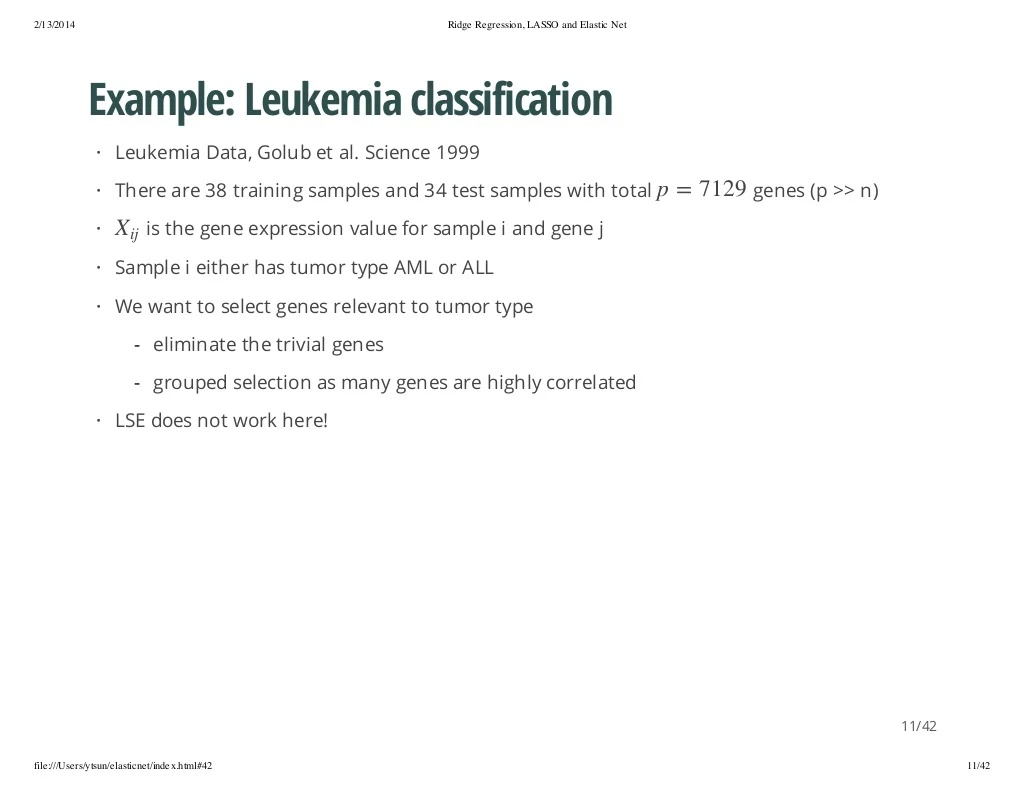 2/13/2014 Ridge Regression, LASSO and Elastic Net
Example: Leukemia classification
· Leukemia Data, Golub et al. Science 1999
· There are 38 training samples and 34 test samples with total p = 7129 genes (p >> n)
· Xij is the gene expression value for sample i and gene j
· Sample i either has tumor type AML or ALL
· We want to select genes relevant to tumor type
- eliminate the trivial genes
- grouped selection as many genes are highly correlated
· LSE does not work here!
11/42
file:///Users/ytsun/elasticnet/index.html#42 11/42